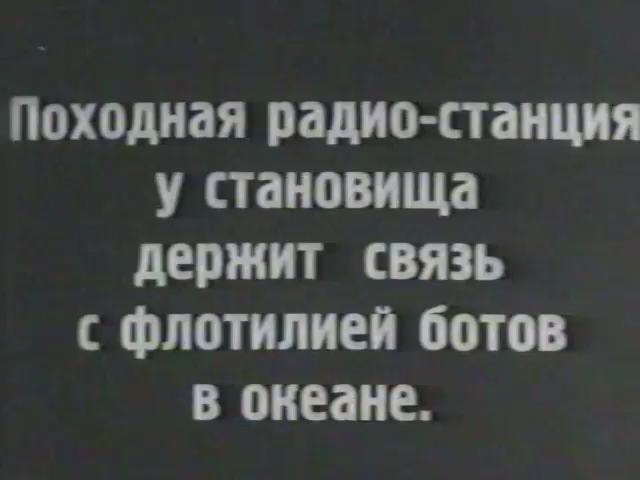 Походная радио-станция
у становища
держит связь
с флотилией ботов
в океане.